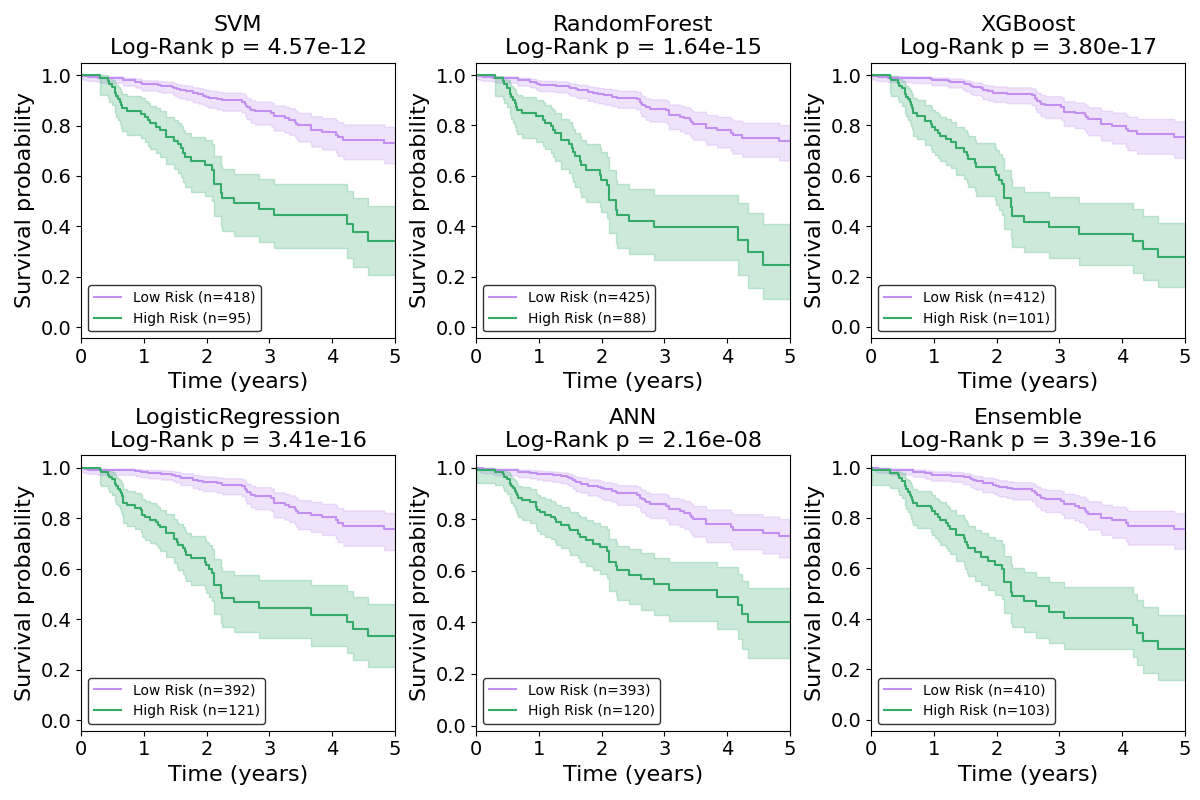 SVM
Log-Rank p = 4.57e-12
Survival probability
1.0
0.8
0.6
0.4
0.2
0.0
Low Risk (n=418)
High Risk (n=95)
0 1 2 3 4 5
Time (years)
RandomForest
Log-Rank p = 1.64e-15
Survival probability
1.0
0.8
0.6
0.4
0.2
0.0
Low Risk (n=425)
High Risk (n=88)
0 1 2 3 4 5
Time (years)
XGBoost
Log-Rank p = 3.80e-17
Survival probability
1.0
0.8
0.6
0.4
0.2
0.0
Low Risk (n=412)
High Risk (n=101)
0 1 2 3 4 5
Time (years)
LogisticRegression
Log-Rank p = 3.41e-16
Survival probability
1.0
0.8
0.6
0.4
0.2
0.0
Low Risk (n=392)
High Risk (n=121)
0 1 2 3 4 5
Time (years)
ANN
Log-Rank p = 2.16e-08
Survival probability
1.0
0.8
0.6
0.4
0.2
0.0
Low Risk (n=393)
High Risk (n=120)
0 1 2 3 4 5
Time (years)
Ensemble
Log-Rank p = 3.39e-16
Survival probability
1.0
0.8
0.6
0.4
0.2
0.0
Low Risk (n=410)
High Risk (n=103)
0 1 2 3 4 5
Time (years)